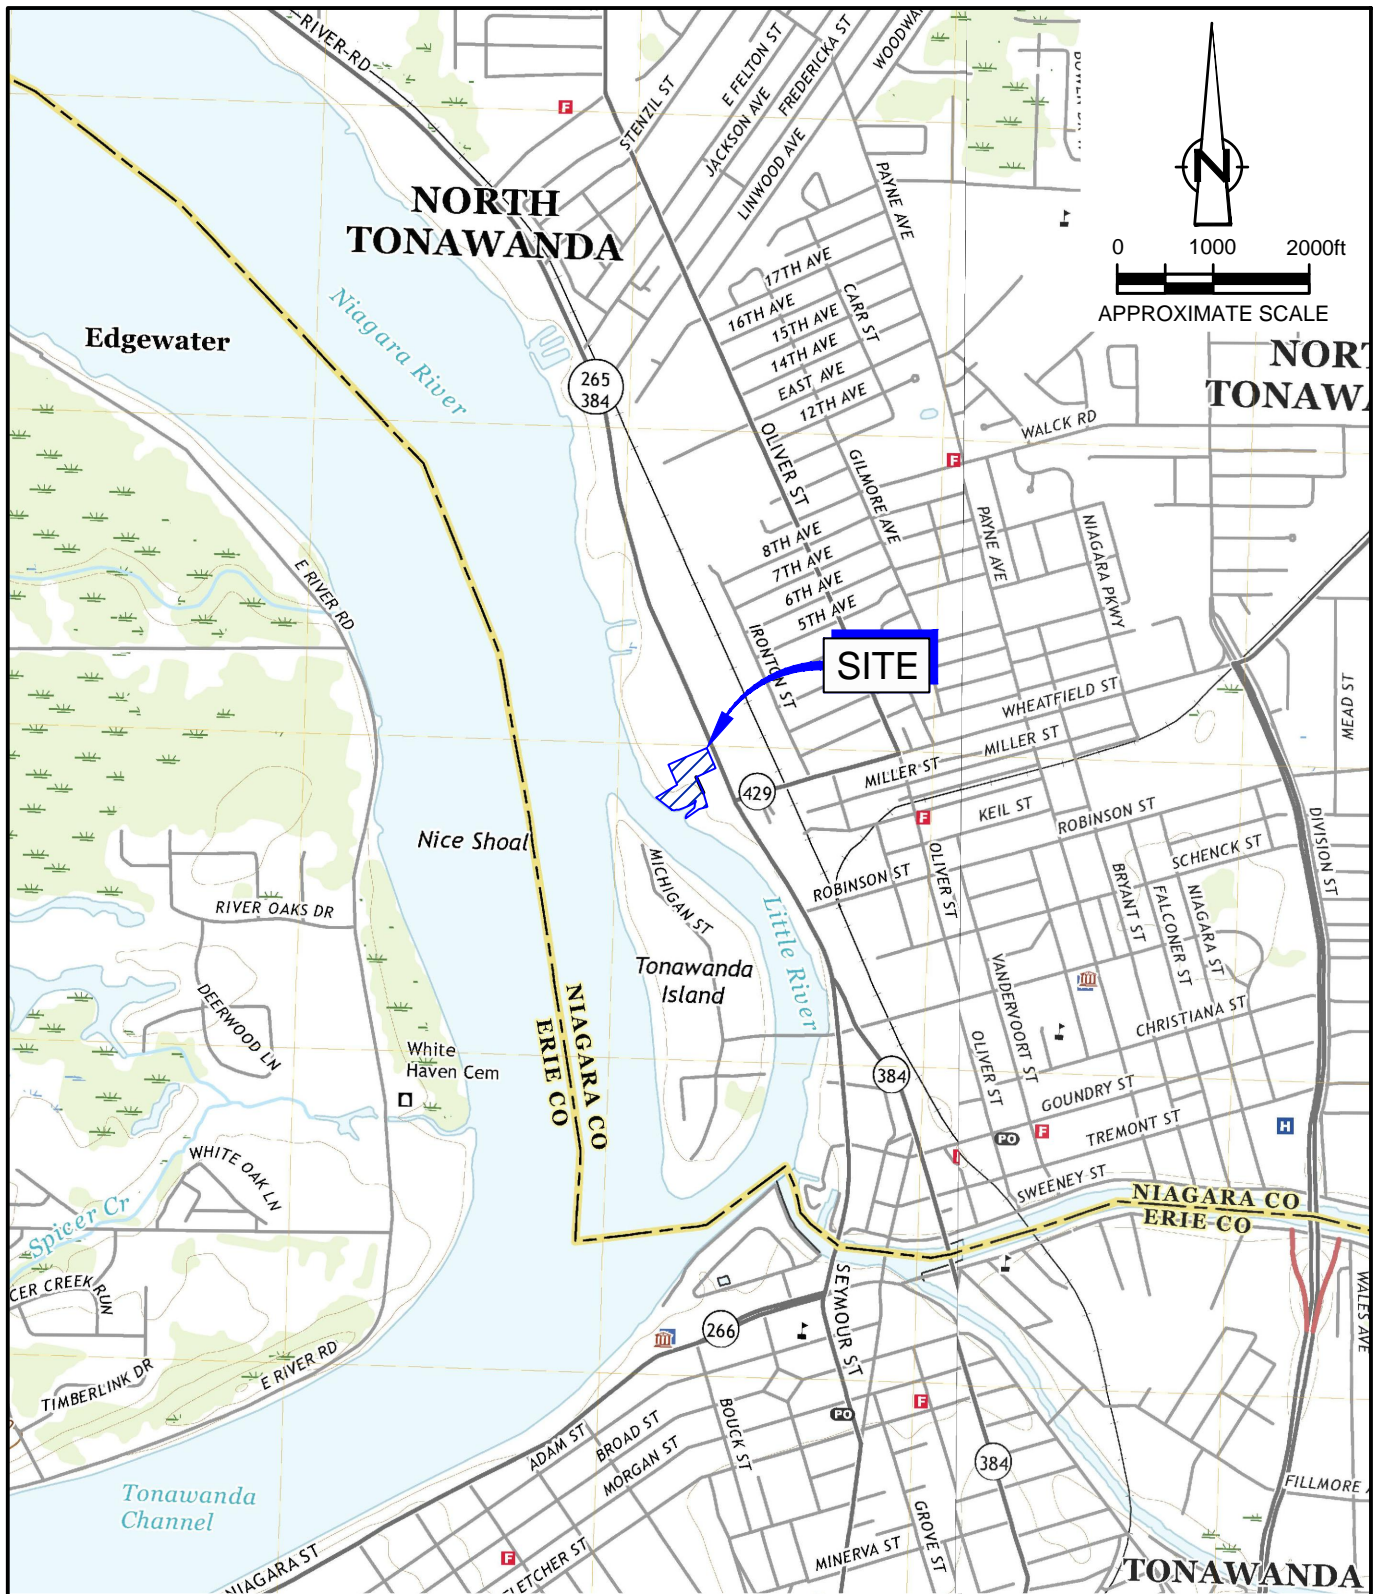 RIVER RD
STENZIL ST
E FELTON ST
JACKSON AVE
FREDERICKA ST
LINWOOD AVE
F
NORTH
TONAWANDA
PAYNE AVE
N
0 1000 2000ft
APPROXIMATE SCALE
Niagara River
Edgewater
17TH AVE
16TH AVE
15TH AVE
14TH AVE
EAST AVE
12TH AVE
CARR ST
265
384
OLIVER ST
GILMORE AVE
WALCK RD
F
PAYNE AVE
NIAGARA PKWY
8TH AVE
7TH AVE
6TH AVE
5TH AVE
IRONTON ST
E RIVER RD
SITE
WHEATFIELD ST
MILLER ST
MILLER ST
MEAD ST
429
KEIL ST
F
ROBINSON ST
ROBINSON ST
SCHENCK ST
DIVISION ST
Nice Shoal
MICHIGAN ST
OLIVER ST
BRYANT ST
FALCONER ST
NIAGARA ST
RIVER OAKS DR
Little River
Tonawanda
Island
VANDERVOORT ST
CHRISTIANA ST
DEERWOOD LN
NIAGARA CO
ERIE CO
White
Haven Cem
384
OLIVER ST
GOUNDRY ST
TREMONT ST
PO
F
H
WHITE OAK LN
SWEENEY ST
NIAGARA CO
ERIE CO
Spicer Cr
CER CREEK RUN
SEYMOUR ST
WALES AVE
266
TIMBERLINK DR
E RIVER RD
PO
F
ADAM ST
BROAD ST
MORGAN ST
BOUCK ST
384
Tonawanda
Channel
FILLMORE
GROVE ST
MINERVA ST
NIAGARA ST
F
FLETCHER ST
TONAWANDA